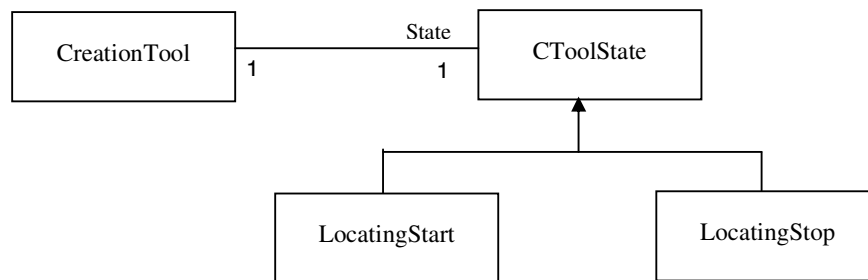 State
CreationTool
CToolState
1
1
LocatingStart
LocatingStop